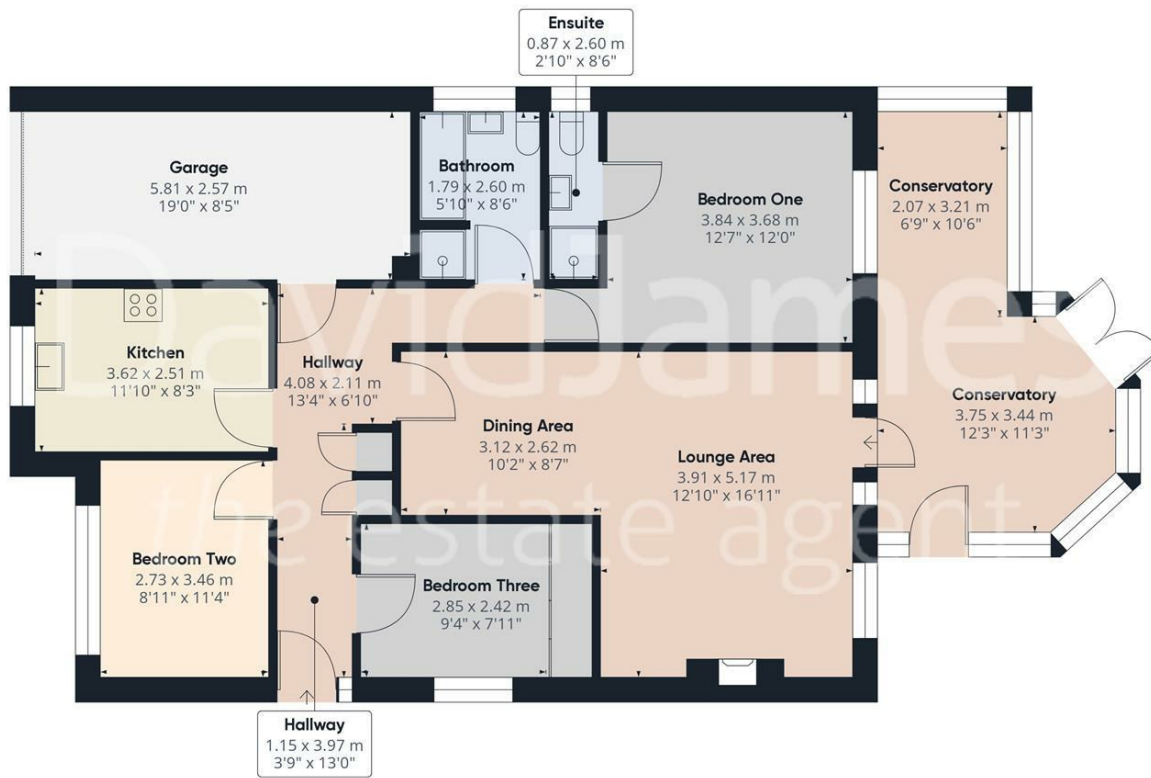 Ensuite
0.87 x 2.60 m
2'10" x 8'6"
Garage
5.81 x 2.57 m
19'0" x 8'5"
Bathroom
1.79 x 2.60 m
5'10" x 8'6"
Bedroom One
3.84 x 3.68 m
12'7" x 12'0"
Conservatory
2.07 x 3.21 m
6'9" x 10'6"
Kitchen
3.62 x 2.51 m
11'10" x 8'3"
Hallway
4.08 x 2.11 m
13'4" x 6'10"
Dining Area
3.12 x 2.62 m
10'2" x 8'7"
Lounge Area
3.91 x 5.17 m
12'10" x 16'11"
Conservatory
3.75 x 3.44 m
12'3" x 11'3"
Bedroom Two
2.73 x 3.46 m
8'11" x 11'4"
Bedroom Three
2.85 x 2.42 m
9'4" x 7'11"
Hallway
1.15 x 3.97 m
3'9" x 13'0"
DavidJames
the estate agent